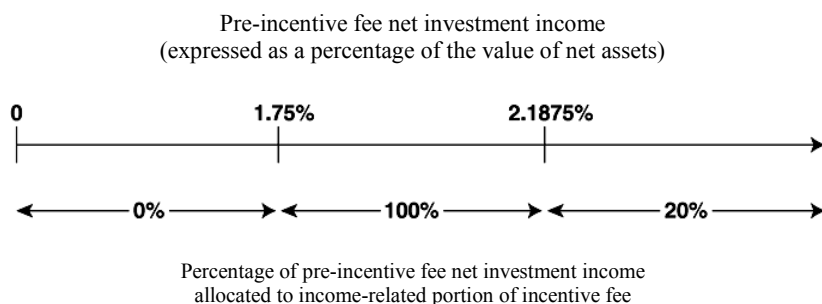 Pre-incentive fee net investment income
(expressed as a percentage of the value of net assets)
0 1.75% 2.1875%
0% 100% 20%
Percentage of pre-incentive fee net investment income
allocated to income-related portion of incentive fee